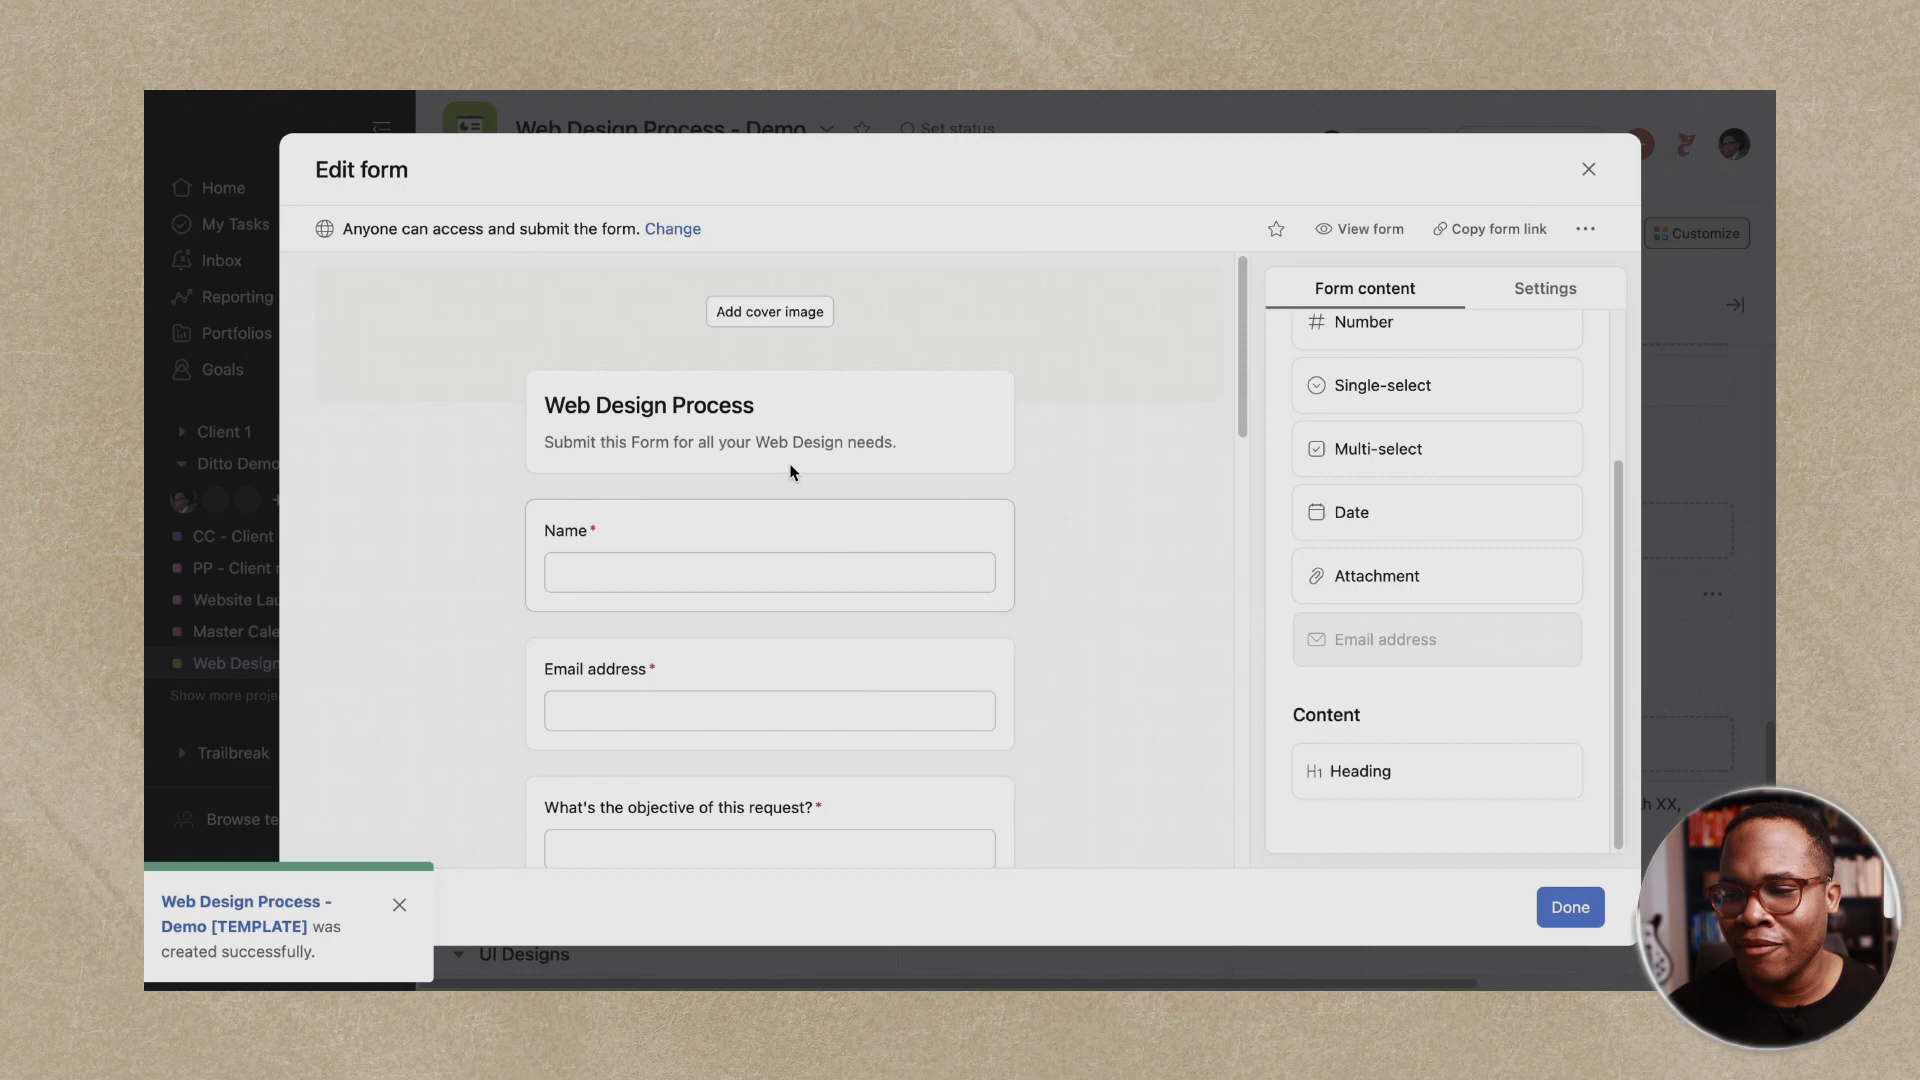 Web Design Process - Demo
Set status
Edit form
Home
Anyone can access and submit the form. Change
View form
Copy form link
My Tasks
Customize
Inbox
Form content
Settings
Reporting
Add cover image
Number
Portfolios
Goals
Single-select
Web Design Process
Client 1
Submit this Form for all your Web Design needs.
Multi-select
Ditto Demo
Date
Name*
CC - Client
PP - Client
Attachment
Website
Master
Email address
Web Design
Email address*
Show more
Content
Trailbreak
Heading
What's the objective of this request?*
XX,
Browse
Web Design Process -
Demo [TEMPLATE] was
created successfully.
Done
UI Designs